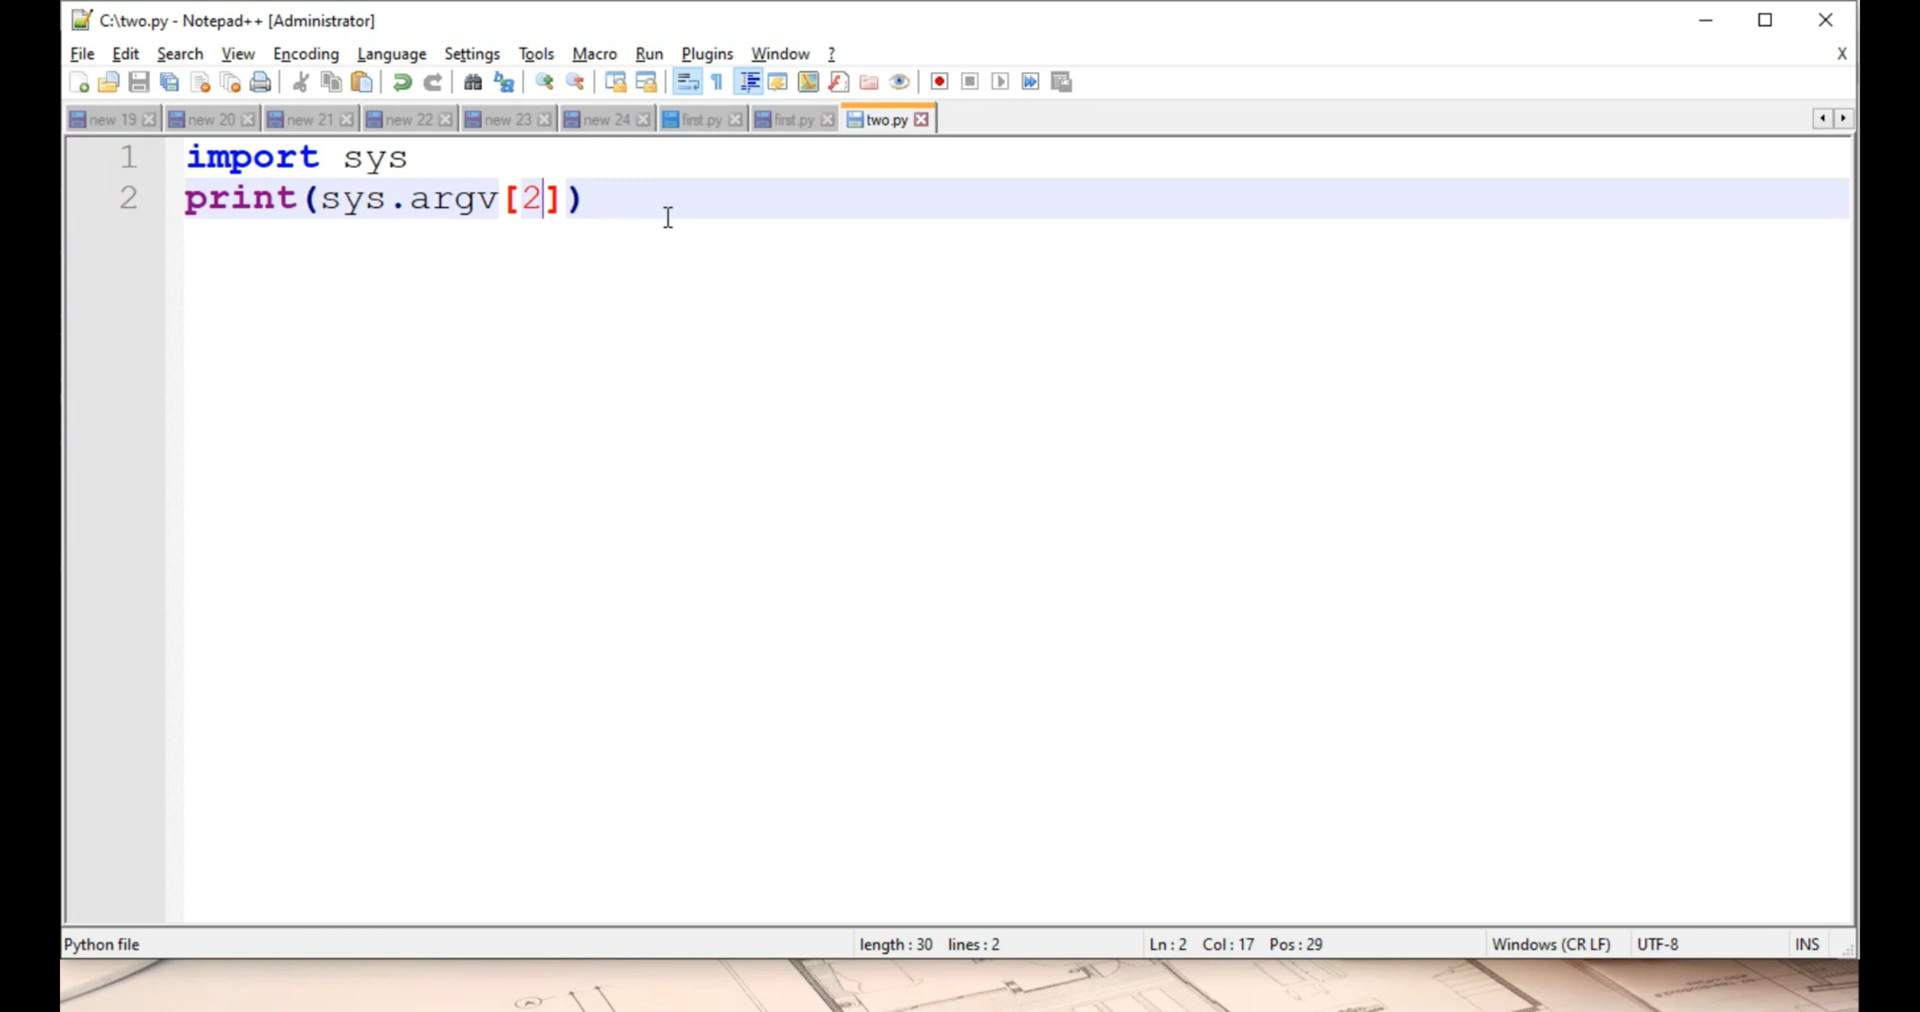 C:\two.py - Notepad++ [Administrator]
File Edit Search View Encoding Language Settings Tools Macro Run Plugins Window ? X
new 19 new 20 new 21 new 22 new 23 new 24 first.py first.py two.py
1 import sys
2 print(sys.argv[2])
Python file length : 30 lines : 2 Ln : 2 Col : 17 Pos : 29 Windows (CR LF) UTF-8 INS